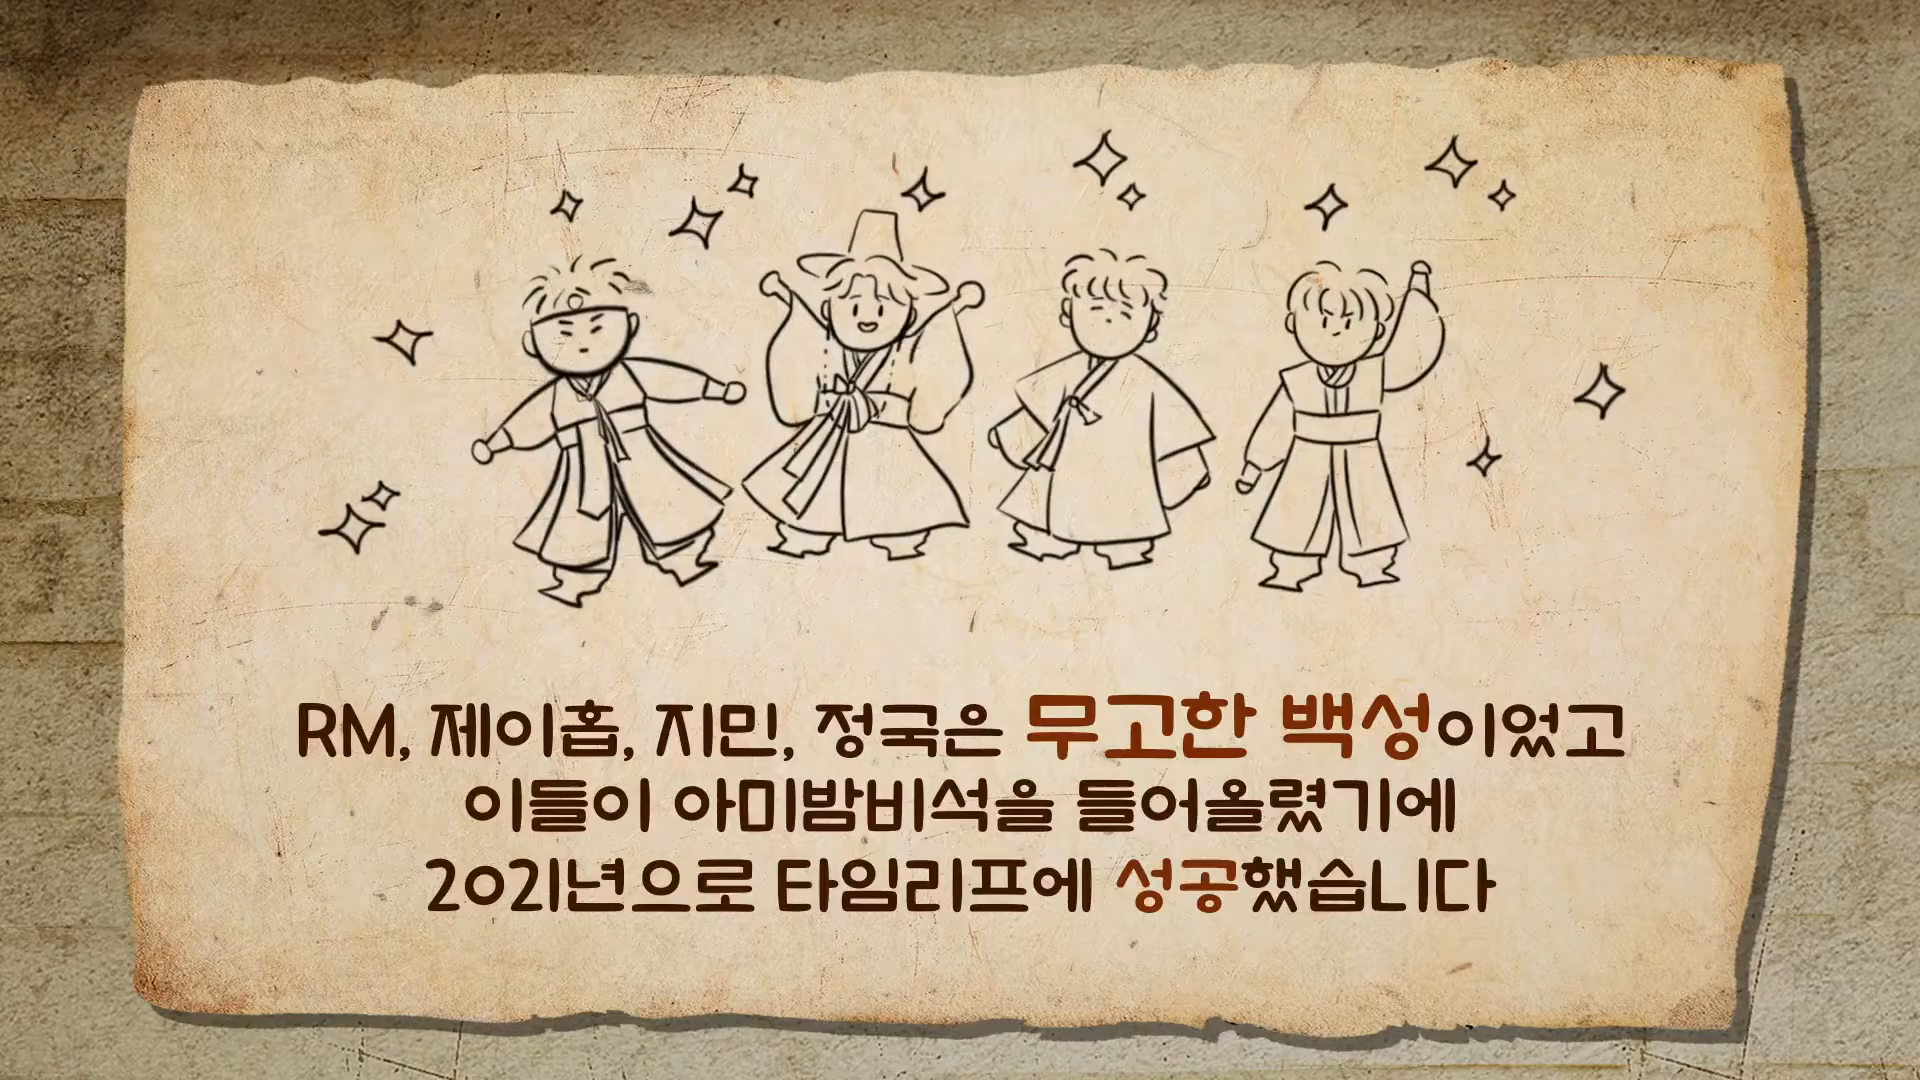 RM, 제이홉, 지민, 정국은 무고한 백성이었고
이들이 아미밤비석을 들어올렸기에
2021년으로 타임리프에 성공했습니다